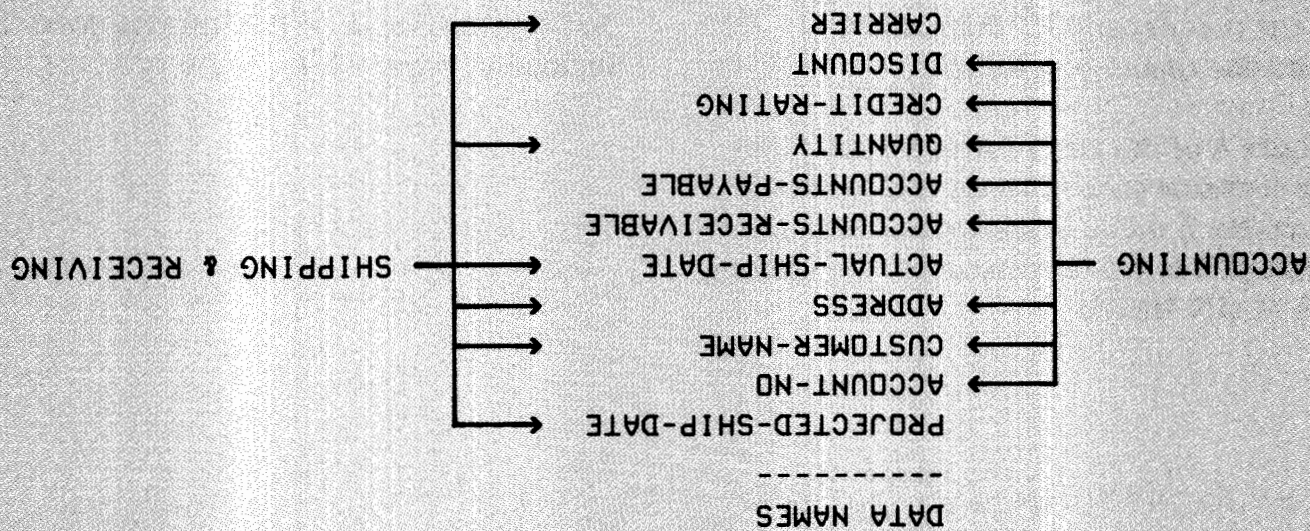 DATA NAMES
----------
PROJECTED-SHIP-DATE
ACCOUNT-NO
CUSTOMER-NAME
ADDRESS
ACCOUNTING ACTUAL-SHIP-DATE SHIPPING & RECEIVING
ACCOUNTS-RECEIVABLE
ACCOUNTS-PAYABLE
QUANTITY
CREDIT-RATING
DISCOUNT
CARRIER